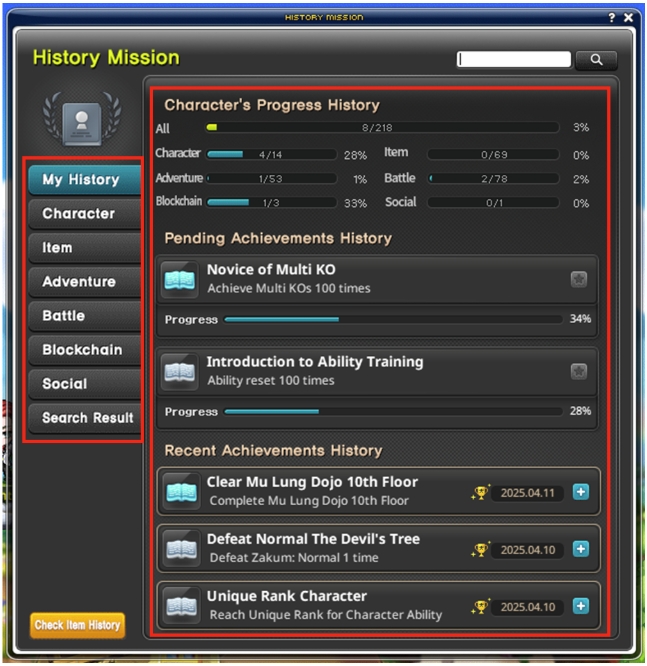 HISTORY MISSION
? X
History Mission
Character's Progress History
All 8/218 3%
Character 4/14 28% Item 0/69 0%
Adventure 1/53 1% Battle 2/78 2%
Blockchain 1/3 33% Social 0/1 0%
My History
Character
Item
Adventure
Battle
Blockchain
Social
Search Result
Pending Achievements History
Novice of Multi KO
Achieve Multi KOs 100 times
Progress 34%
Introduction to Ability Training
Ability reset 100 times
Progress 28%
Recent Achievements History
Clear Mu Lung Dojo 10th Floor
Complete Mu Lung Dojo 10th Floor
2025.04.11
Defeat Normal The Devil's Tree
Defeat Zakum: Normal 1 time
2025.04.10
Unique Rank Character
Reach Unique Rank for Character Ability
2025.04.10
Check Item History